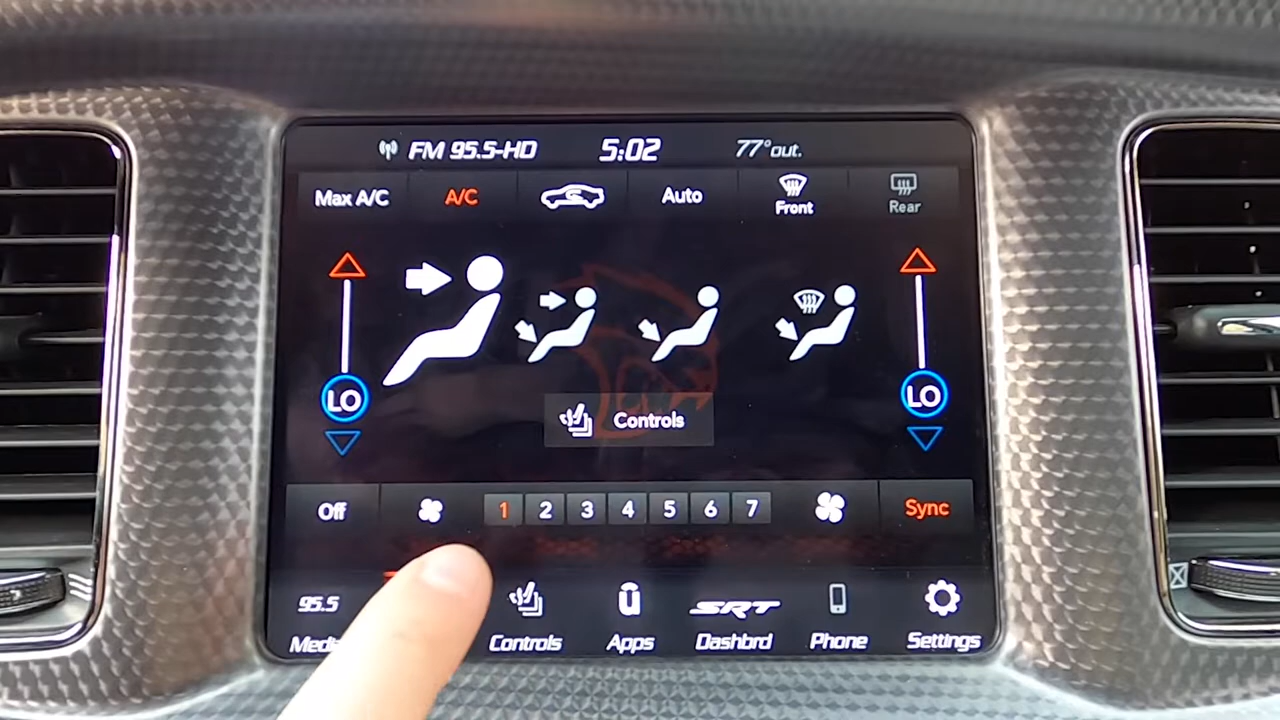 FM 95.5-HD 5:02 77°out.
Max A/C A/C Auto Front Rear
LO LO
Controls
Off 1 2 3 4 5 6 7 Sync
95.5 SRT
Controls Apps Dashbrd Phone Settings